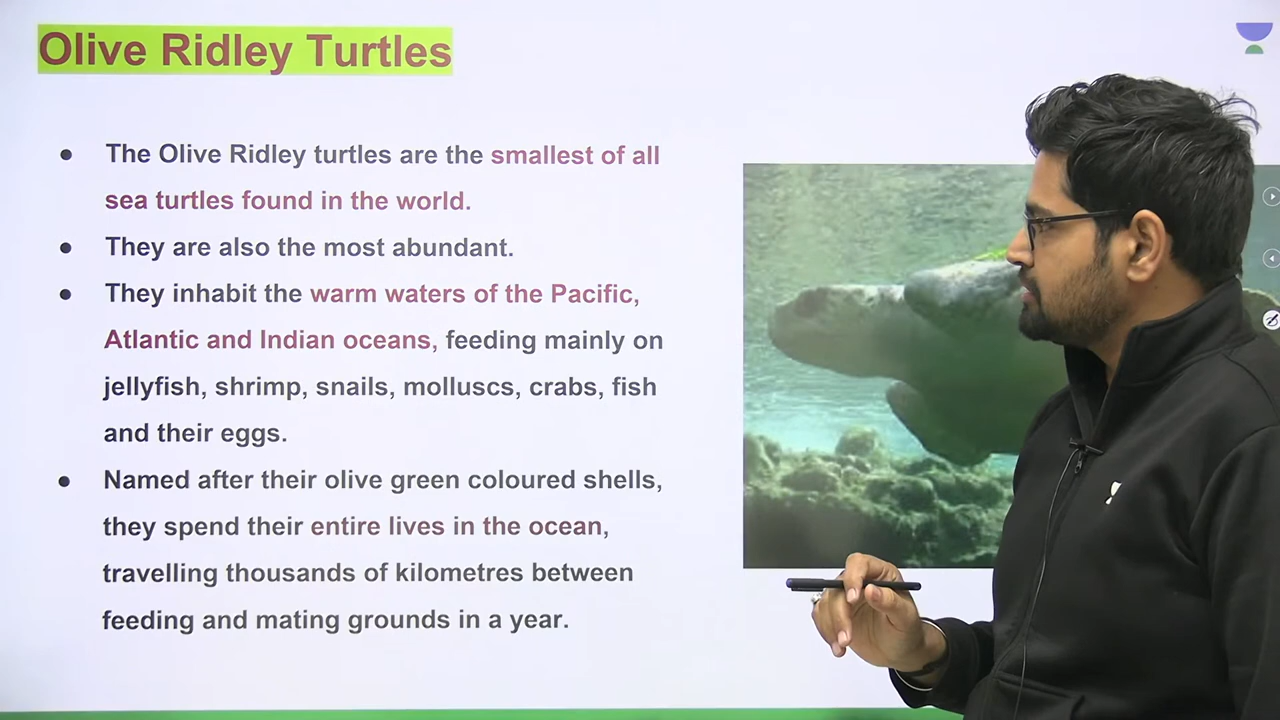 Olive Ridley Turtles
● The Olive Ridley turtles are the smallest of all
sea turtles found in the world.
● They are also the most abundant.
● They inhabit the warm waters of the Pacific,
Atlantic and Indian oceans, feeding mainly on
jellyfish, shrimp, snails, molluscs, crabs, fish
and their eggs.
● Named after their olive green coloured shells,
they spend their entire lives in the ocean,
travelling thousands of kilometres between
feeding and mating grounds in a year.